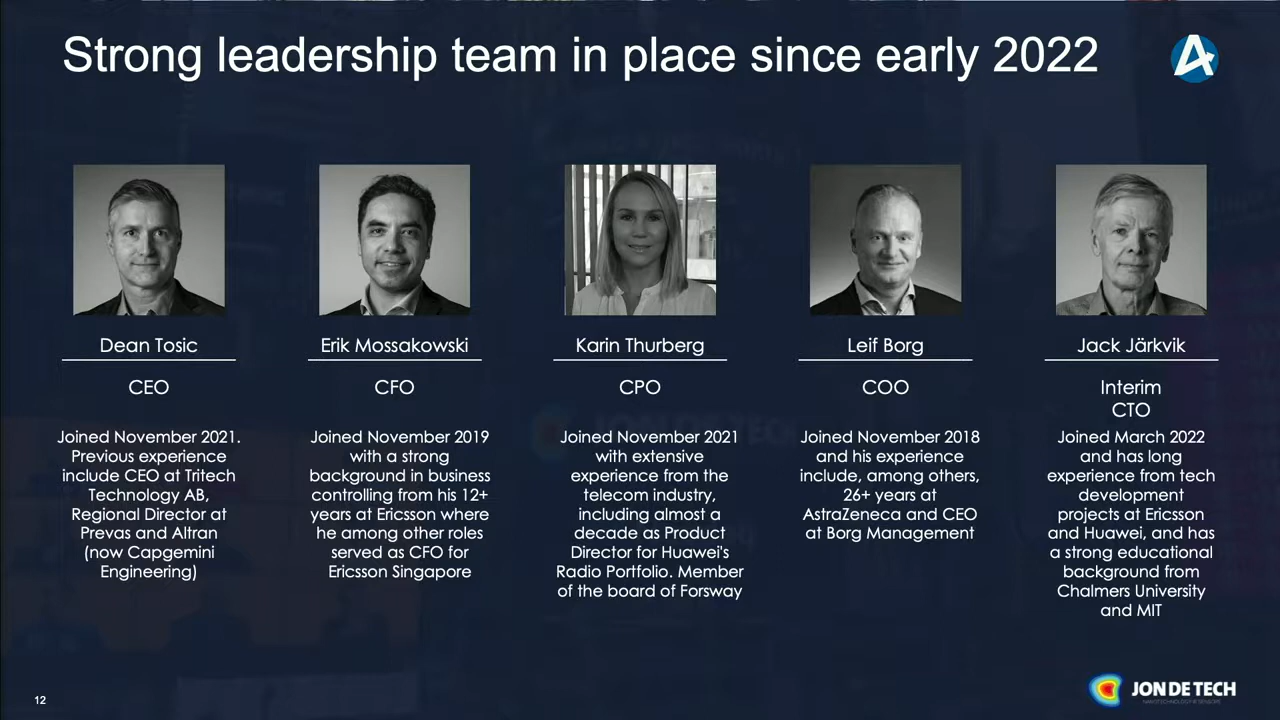 Strong leadership team in place since early 2022
Dean Tosic
CEO
Joined November 2021.
Previous experience
include CEO at Tritech
Technology AB,
Regional Director at
Prevas and Altran
(now Capgemini
Engineering)
Erik Mossakowski
CFO
Joined November 2019
with a strong
background in business
controlling from his 12+
years at Ericsson where
he among other roles
served as CFO for
Ericsson Singapore
Karin Thurberg
CPO
Joined November 2021
with extensive
experience from the
telecom industry,
including almost a
decade as Product
Director for Huawei's
Radio Portfolio. Member
of the board of Forsway
Leif Borg
COO
Joined November 2018
and his experience
include, among others,
26+ years at
AstraZeneca and CEO
at Borg Management
Jack Järkvik
Interim
CTO
Joined March 2022
and has long
experience from tech
development
projects at Ericsson
and Huawei, and has
a strong educational
background from
Chalmers University
and MIT
12
JONDETECH
NANOTECHNOLOGY IR SENSORS